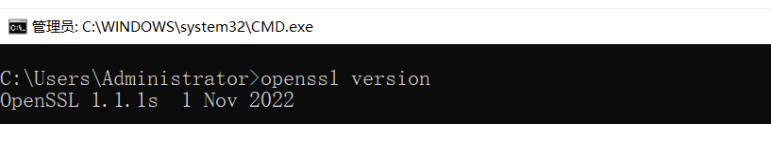 管理员: C:\WINDOWS\system32\CMD.exe
C:\Users\Administrator>openssl version
OpenSSL 1.1.1s  1 Nov 2022